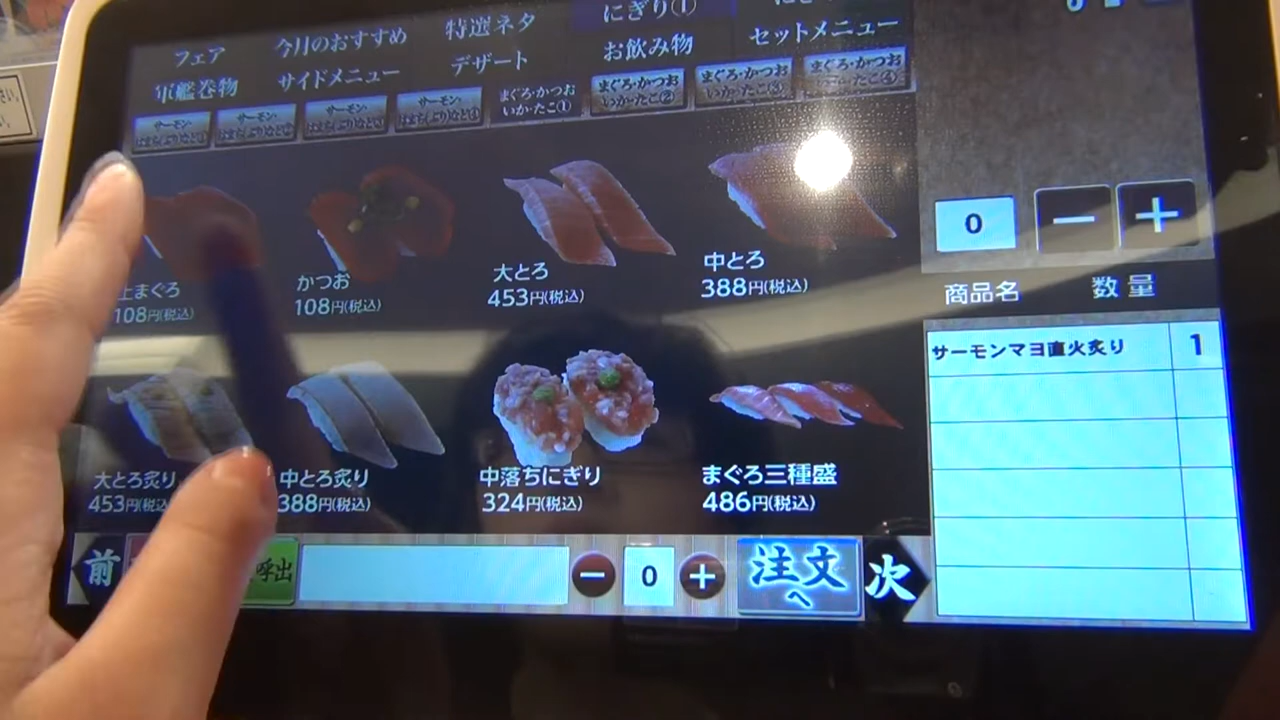 フェア 今月のおすすめ 特選ネタ にぎり①
軍艦巻物 サイドメニュー デザート お飲み物 セットメニュー
まぐろ・かつお いか・たこ① まぐろ・かつお いか・たこ② まぐろ・かつお いか・たこ③ まぐろ・かつお いか・たこ④
上まぐろ
108円(税込)
かつお
108円(税込)
大とろ
453円(税込)
中とろ
388円(税込)
大とろ炙り
453円(税込)
中とろ炙り
388円(税込)
中落ちにぎり
324円(税込)
まぐろ三種盛
486円(税込)
前
呼出
0
注文へ
次
0
商品名 数量
サーモンマヨ直火炙り 1